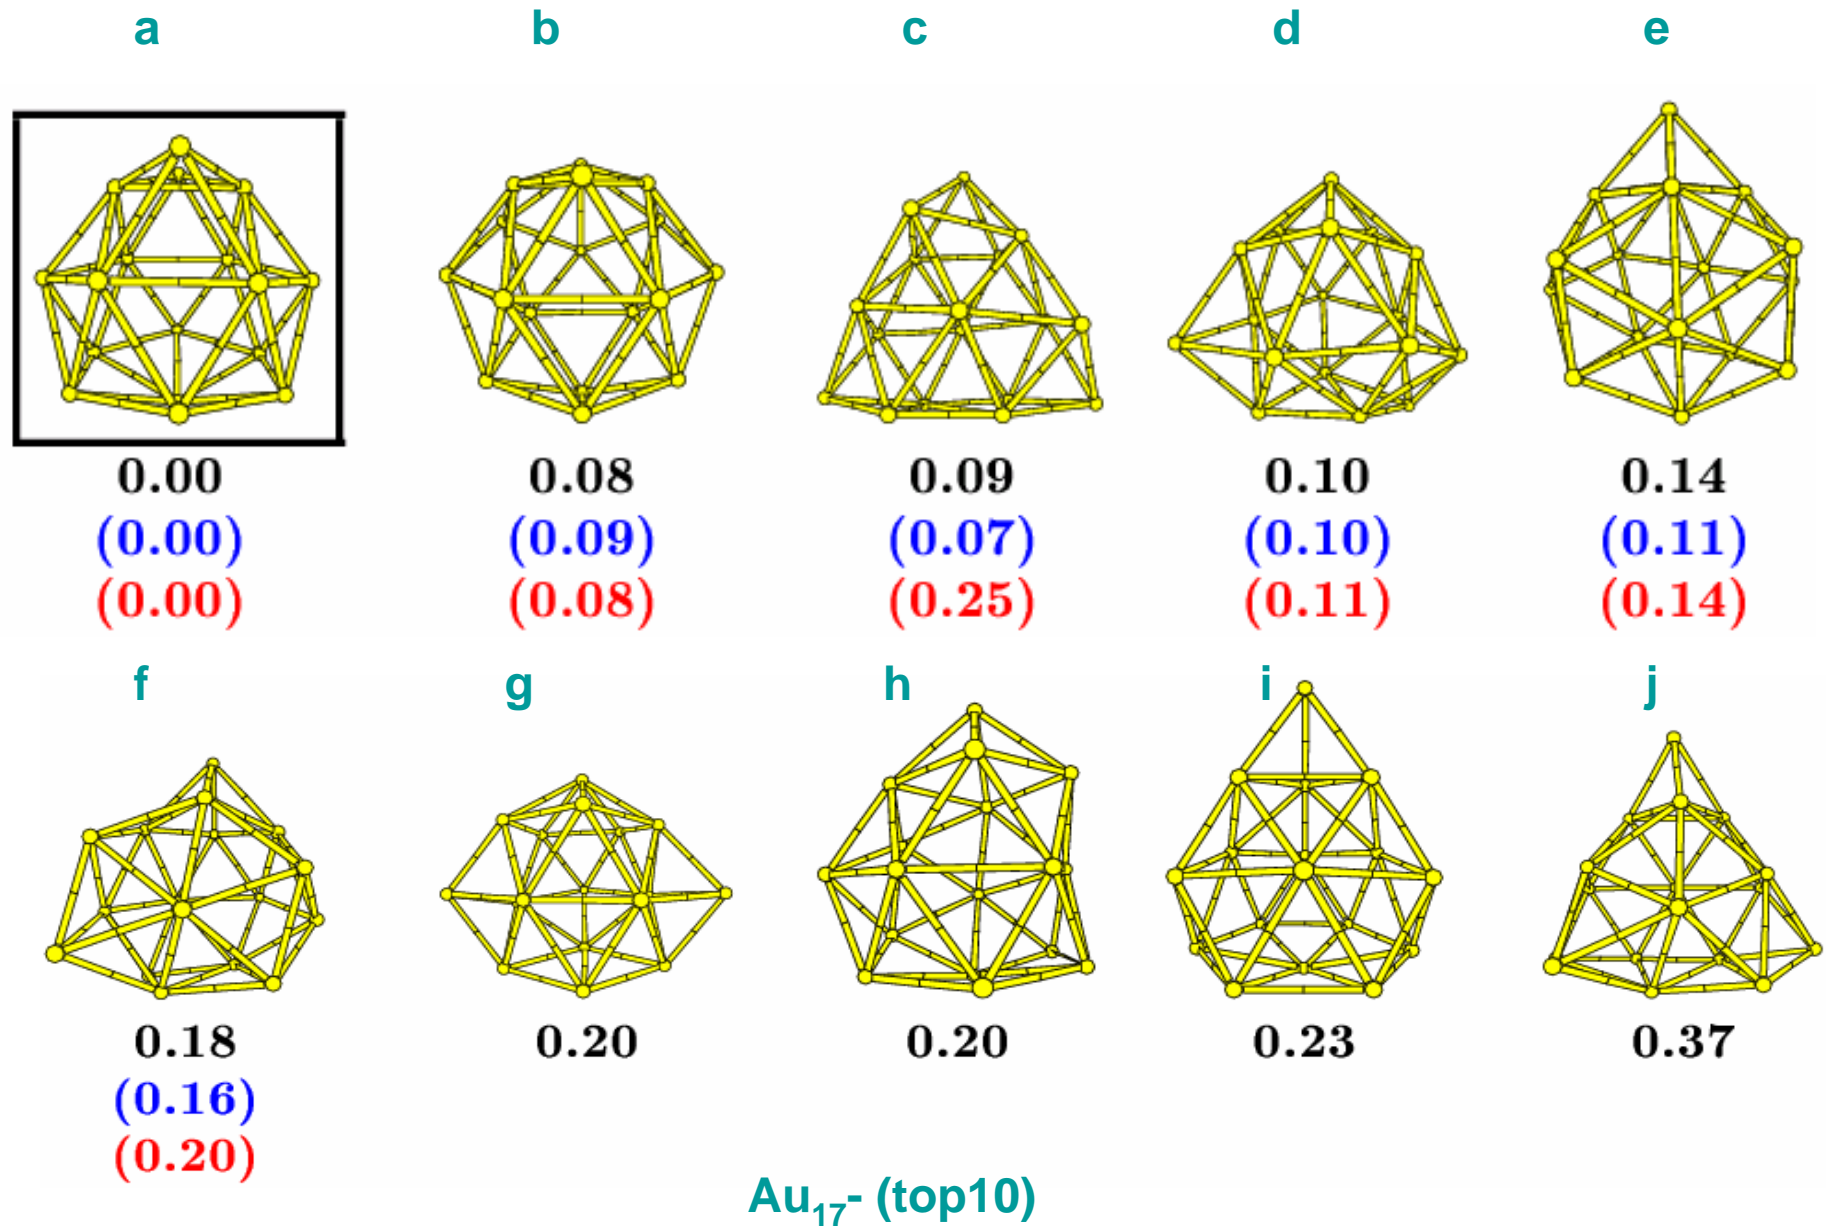 a b c d e
0.00 0.08 0.09 0.10 0.14
(0.00) (0.09) (0.07) (0.10) (0.11)
(0.00) (0.08) (0.25) (0.11) (0.14)
f g h i j
0.18 0.20 0.20 0.23 0.37
(0.16)
(0.20)
Au17- (top10)